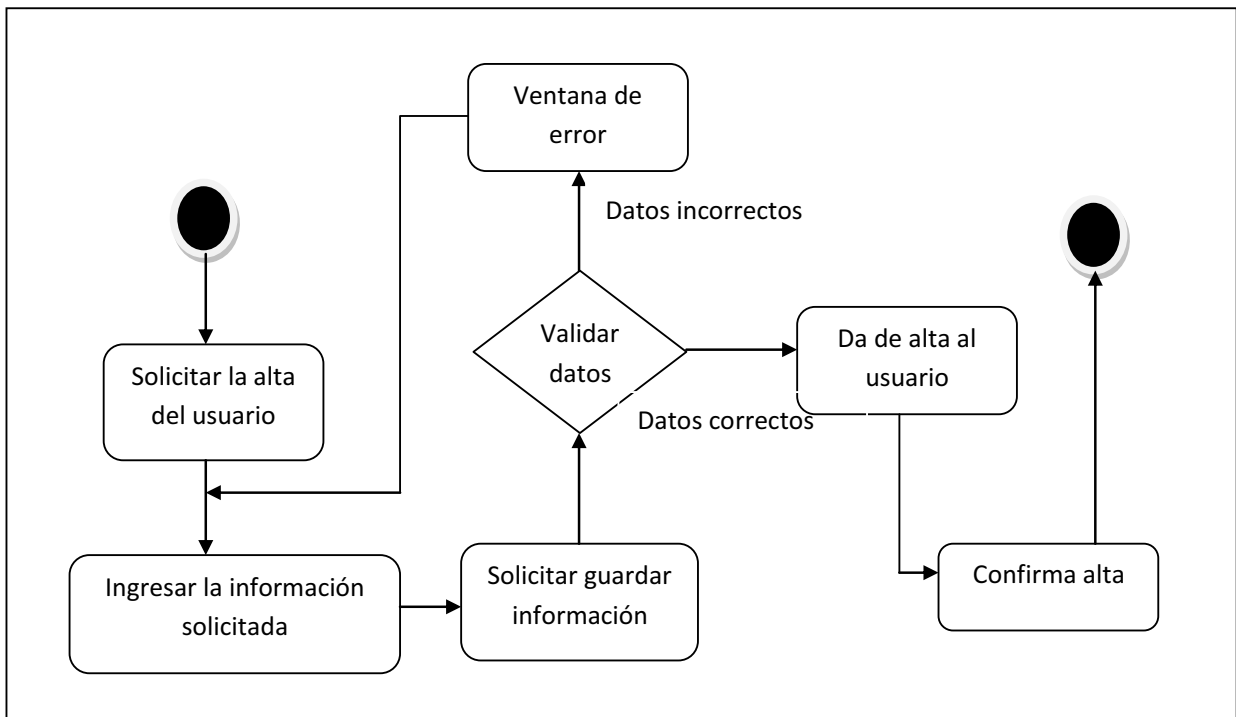 Ventana de
error
Datos incorrectos
Validar
datos
Da de alta al
usuario
Solicitar la alta
del usuario
Datos correctos
Ingresar la información
solicitada
Solicitar guardar
información
Confirma alta